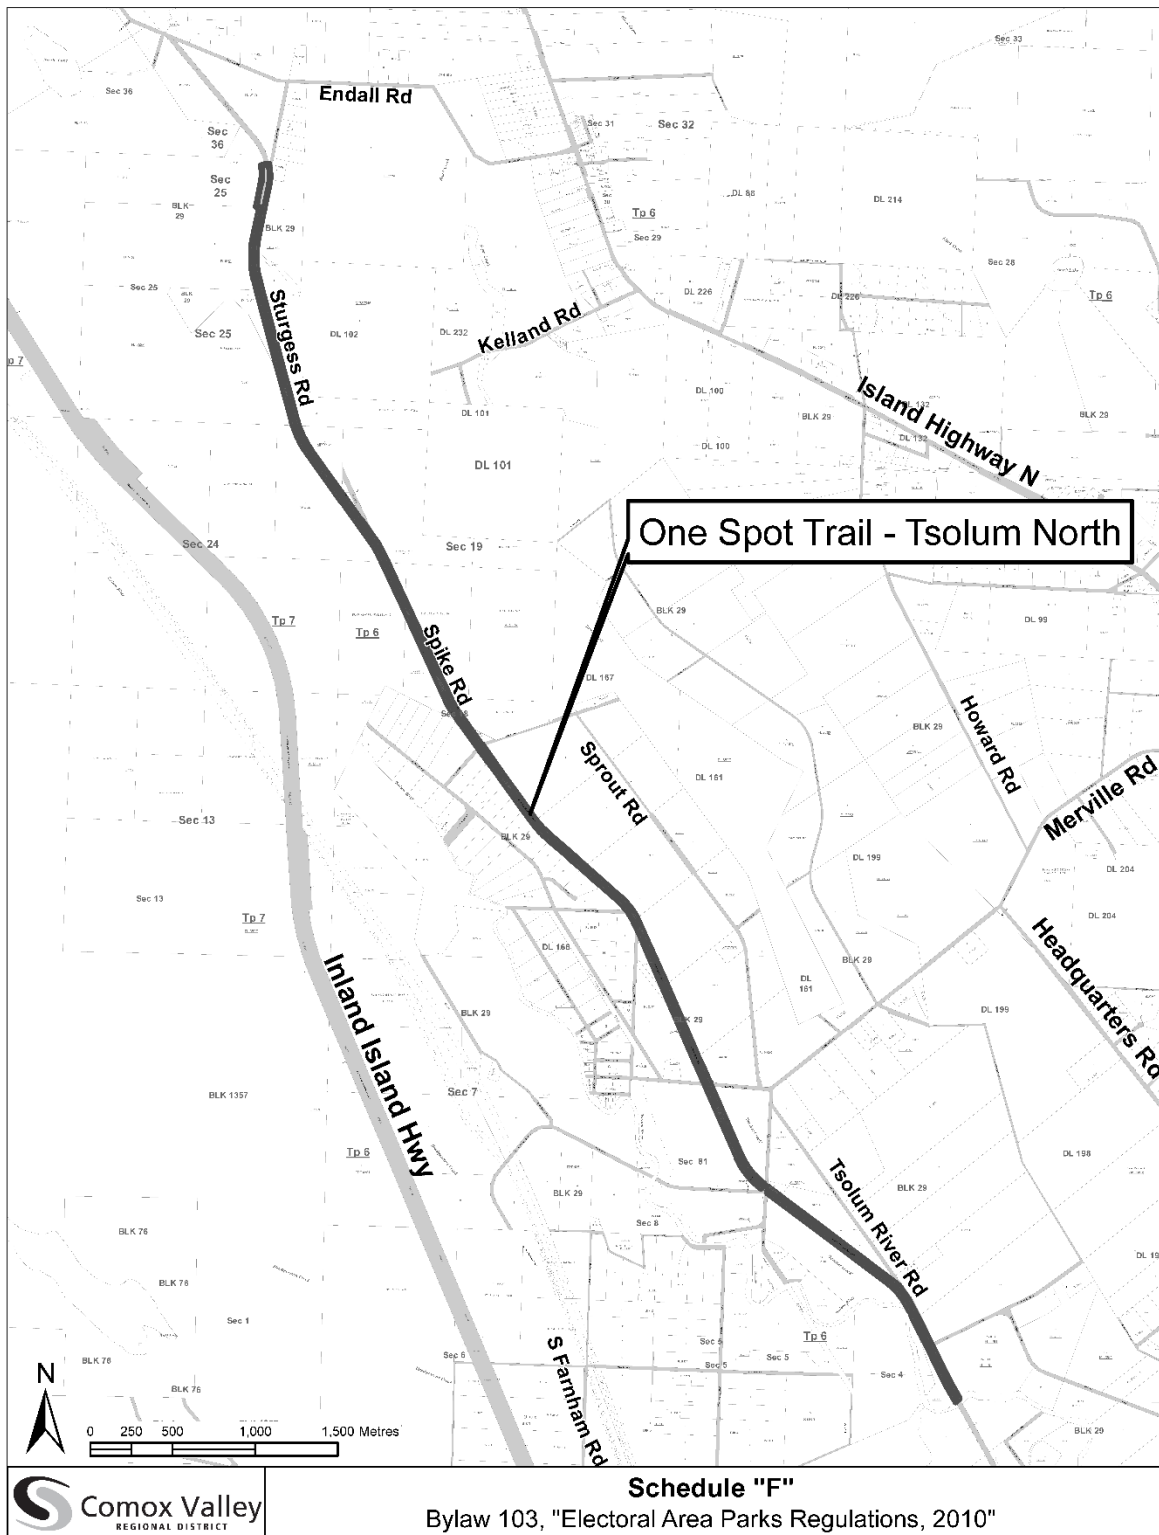 Sec 33
Sec 36
Endall Rd
Sec 31
Sec 32
Sec
36
Sec
25
BLK
29
DL 214
Tp 6
Sec 29
BLK 29
Sec 28
Sec 25
BLK
29
DL 226
DL 226
Tp 6
Sturgess Rd
Sec 25
DL 102
DL 232
Kelland Rd
Tp 7
DL 101
DL 100
Island Highway N
DL 132
BLK 29
BLK 29
DL 132
DL 100
DL 101
One Spot Trail - Tsolum North
Sec 24
Sec 19
BLK 29
DL 99
Tp 7
Tp 6
Spike Rd
DL 167
Howard Rd
BLK 29
Sprout Rd
DL 161
Merville Rd
Sec 13
BLK 29
DL 199
DL 204
Sec 13
Tp 7
DL 204
Headquarters Rd
DL 168
BLK 29
Inland Island Hwy
DL
161
BLK 29
DL 199
Sec 7
BLK 1357
Tp 6
DL 198
Sec 81
Tsolum River Rd
BLK 29
BLK 29
Sec 8
BLK 76
BLK 76
Sec 1
Tp 6
Sec 5
Sec 5
Sec 5
Sec 6
S Farnham Rd
BLK 76
BLK 76
Sec 4
BLK 29
N
0 250 500 1,000 1,500 Metres
Comox Valley
REGIONAL DISTRICT
Schedule "F"
Bylaw 103, "Electoral Area Parks Regulations, 2010"